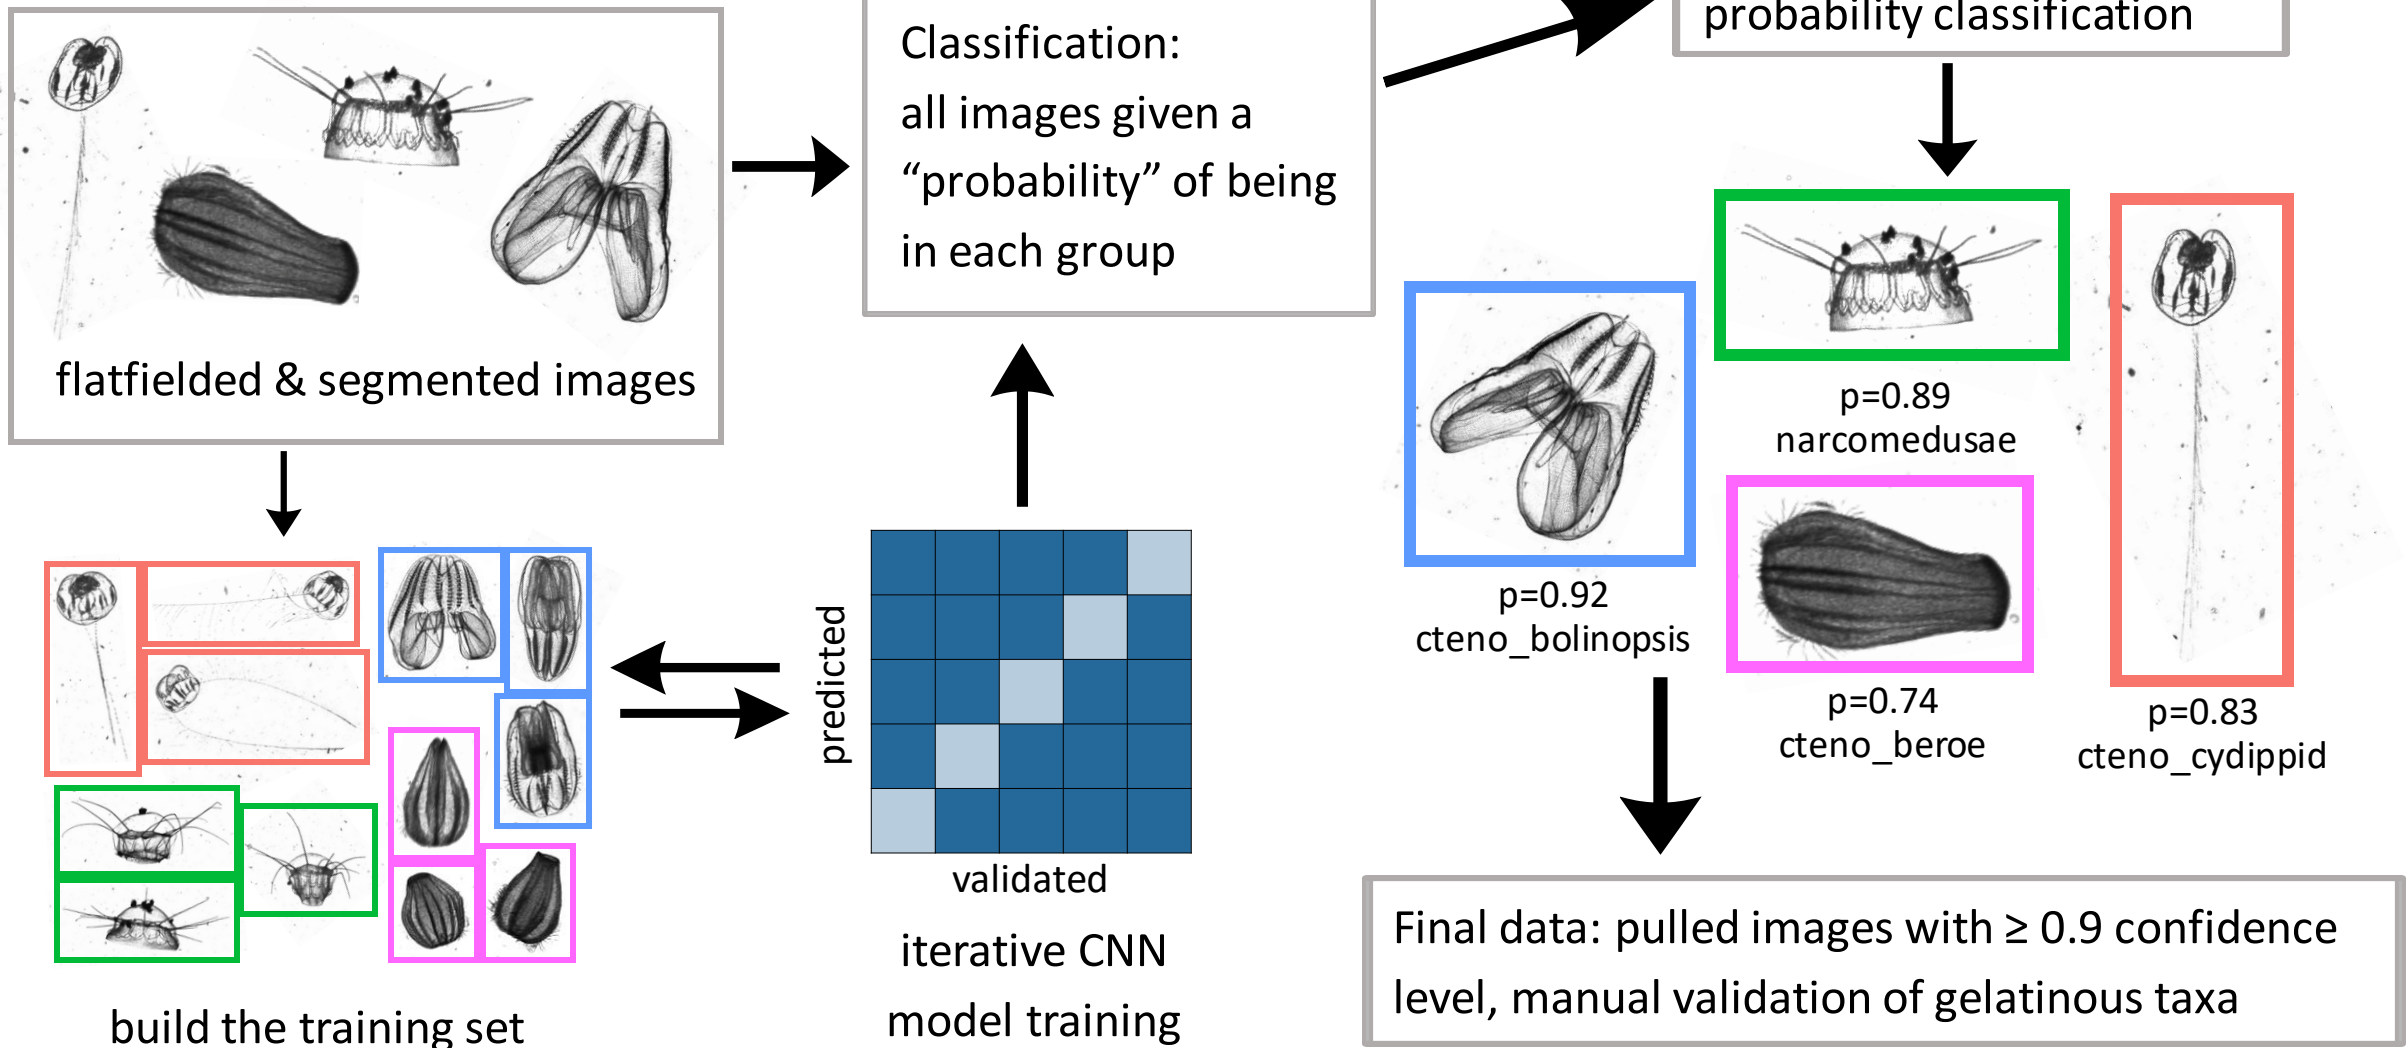 flatfielded & segmented images
build the training set
Classification:
all images given a
“probability” of being
in each group
predicted
validated
iterative CNN
model training
probability classification
p=0.92
cteno_bolinopsis
p=0.89
narcomedusae
p=0.74
cteno_beroe
p=0.83
cteno_cydippid
Final data: pulled images with ≥ 0.9 confidence
level, manual validation of gelatinous taxa